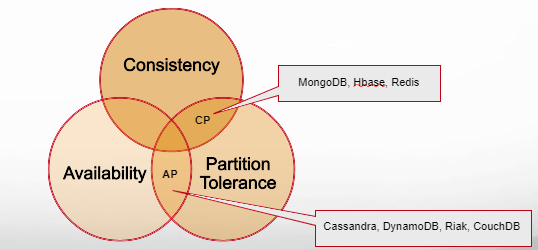 Consistency
MongoDB, Hbase, Redis
CP
Availability
AP
Partition
Tolerance
Cassandra, DynamoDB, Riak, CouchDB